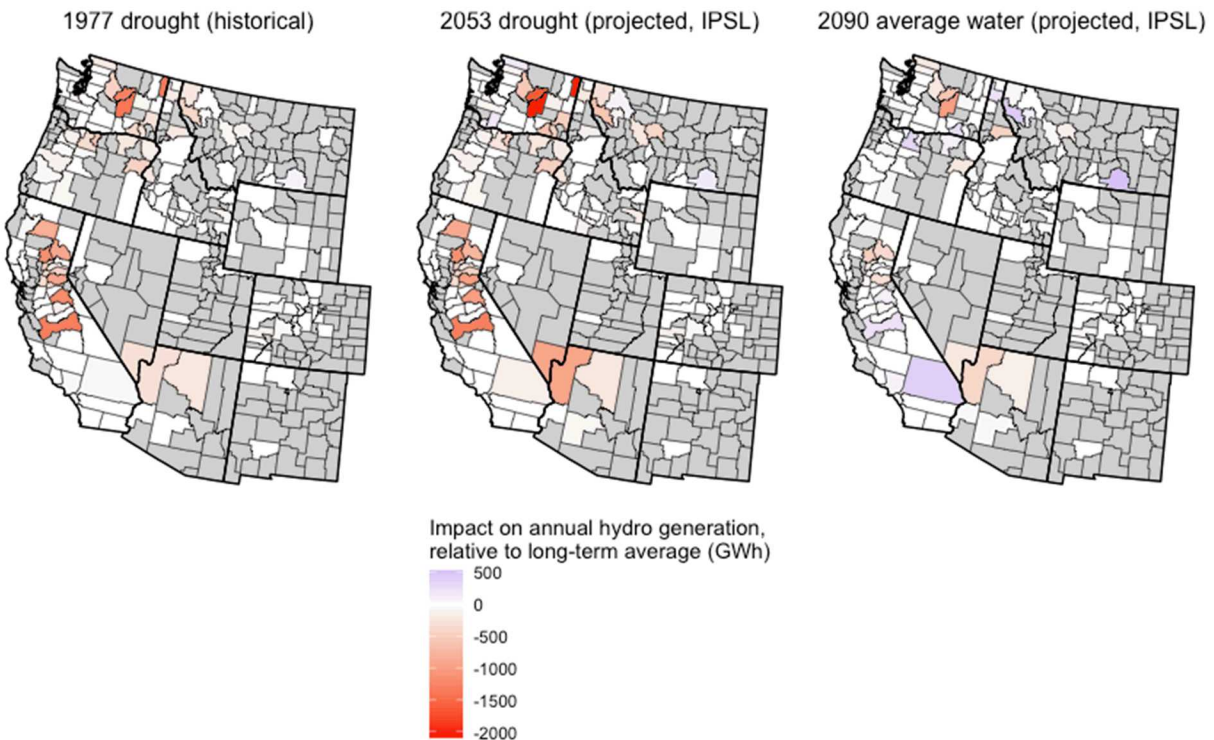 1977 drought (historical)
2053 drought (projected, IPSL)
2090 average water (projected, IPSL)
Impact on annual hydro generation,
relative to long-term average (GWh)
500
0
-500
-1000
-1500
-2000